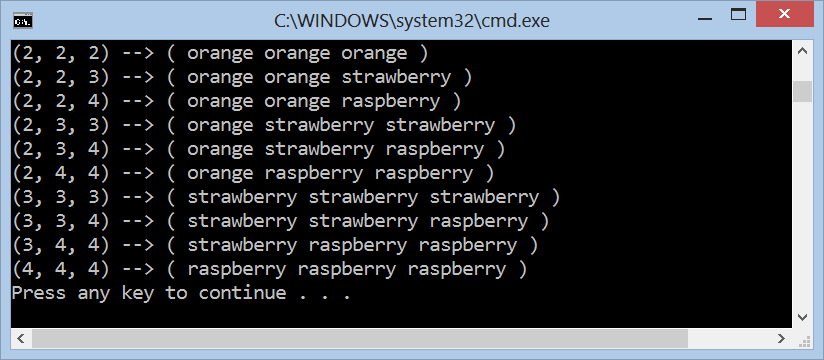 C:\WINDOWS\system32\cmd.exe
(2, 2, 2) --> ( orange orange orange )
(2, 2, 3) --> ( orange orange strawberry )
(2, 2, 4) --> ( orange orange raspberry )
(2, 3, 3) --> ( orange strawberry strawberry )
(2, 3, 4) --> ( orange strawberry raspberry )
(2, 4, 4) --> ( orange raspberry raspberry )
(3, 3, 3) --> ( strawberry strawberry strawberry )
(3, 3, 4) --> ( strawberry strawberry raspberry )
(3, 4, 4) --> ( strawberry raspberry raspberry )
(4, 4, 4) --> ( raspberry raspberry raspberry )
Press any key to continue . . .